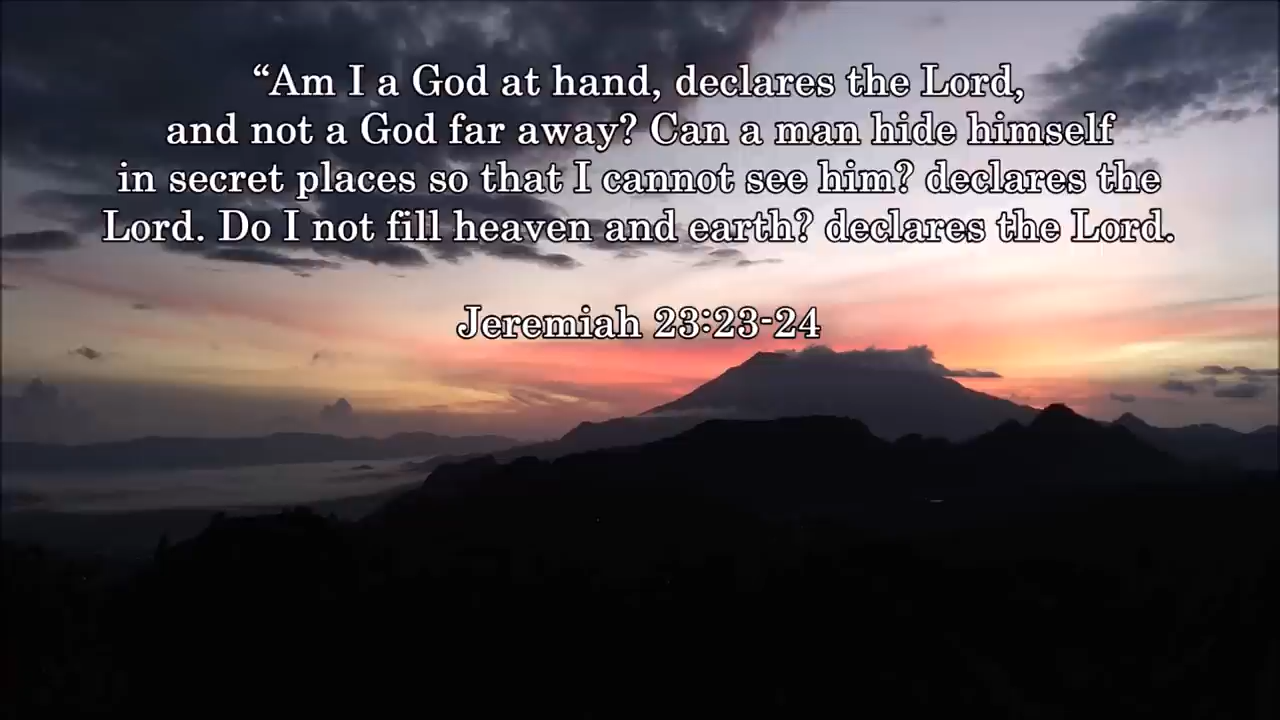 “Am I a God at hand, declares the Lord,
and not a God far away? Can a man hide himself
in secret places so that I cannot see him? declares the
Lord. Do I not fill heaven and earth? declares the Lord.
Jeremiah 23:23-24